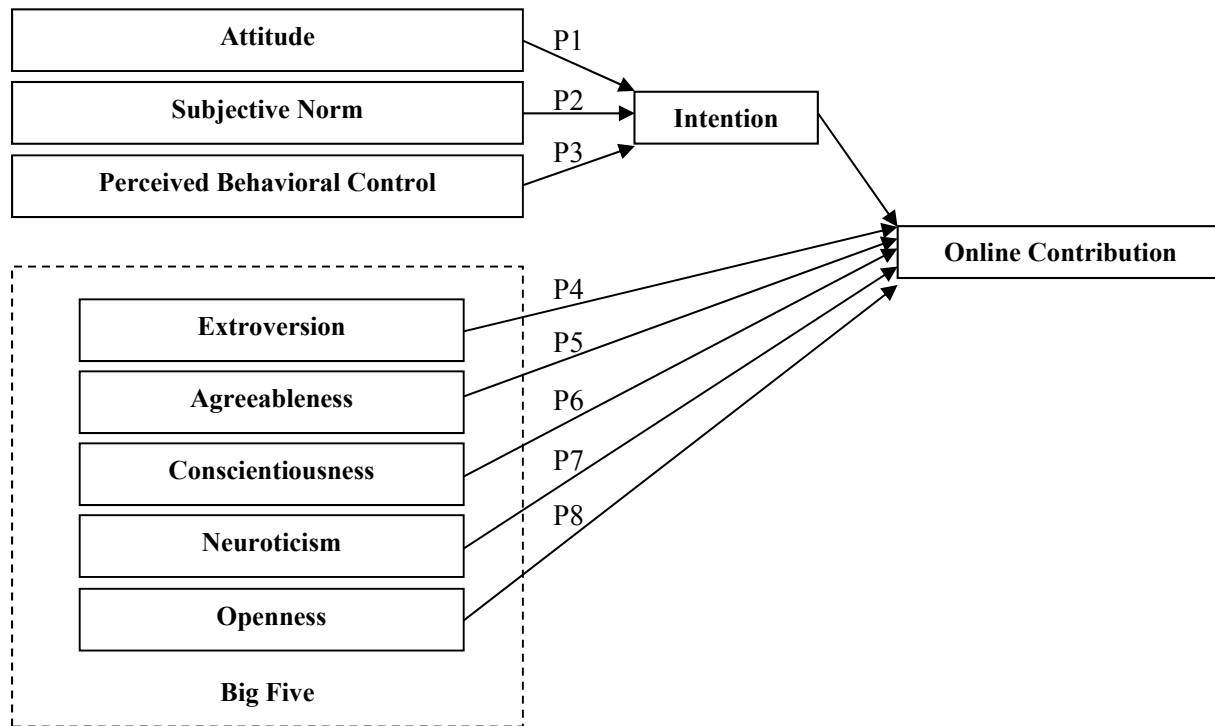 Attitude
P1
Subjective Norm
P2
Intention
P3
Perceived Behavioral Control
Online Contribution
P4
Extroversion
P5
Agreeableness
P6
Conscientiousness
P7
Neuroticism
P8
Openness
Big Five